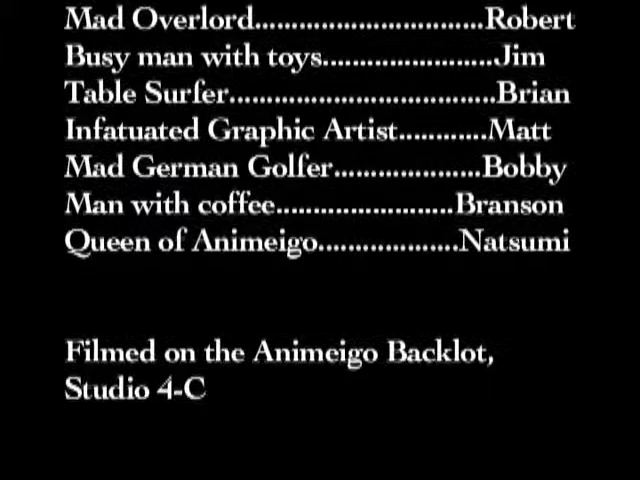 Mad Overlord.................................Robert
Busy man with toys........................Jim
Table Surfer......................................Brian
Infatuated Graphic Artist.............Matt
Mad German Golfer.....................Bobby
Man with coffee.........................Branson
Queen of Animeigo....................Natsumi
Filmed on the Animeigo Backlot,
Studio 4-C